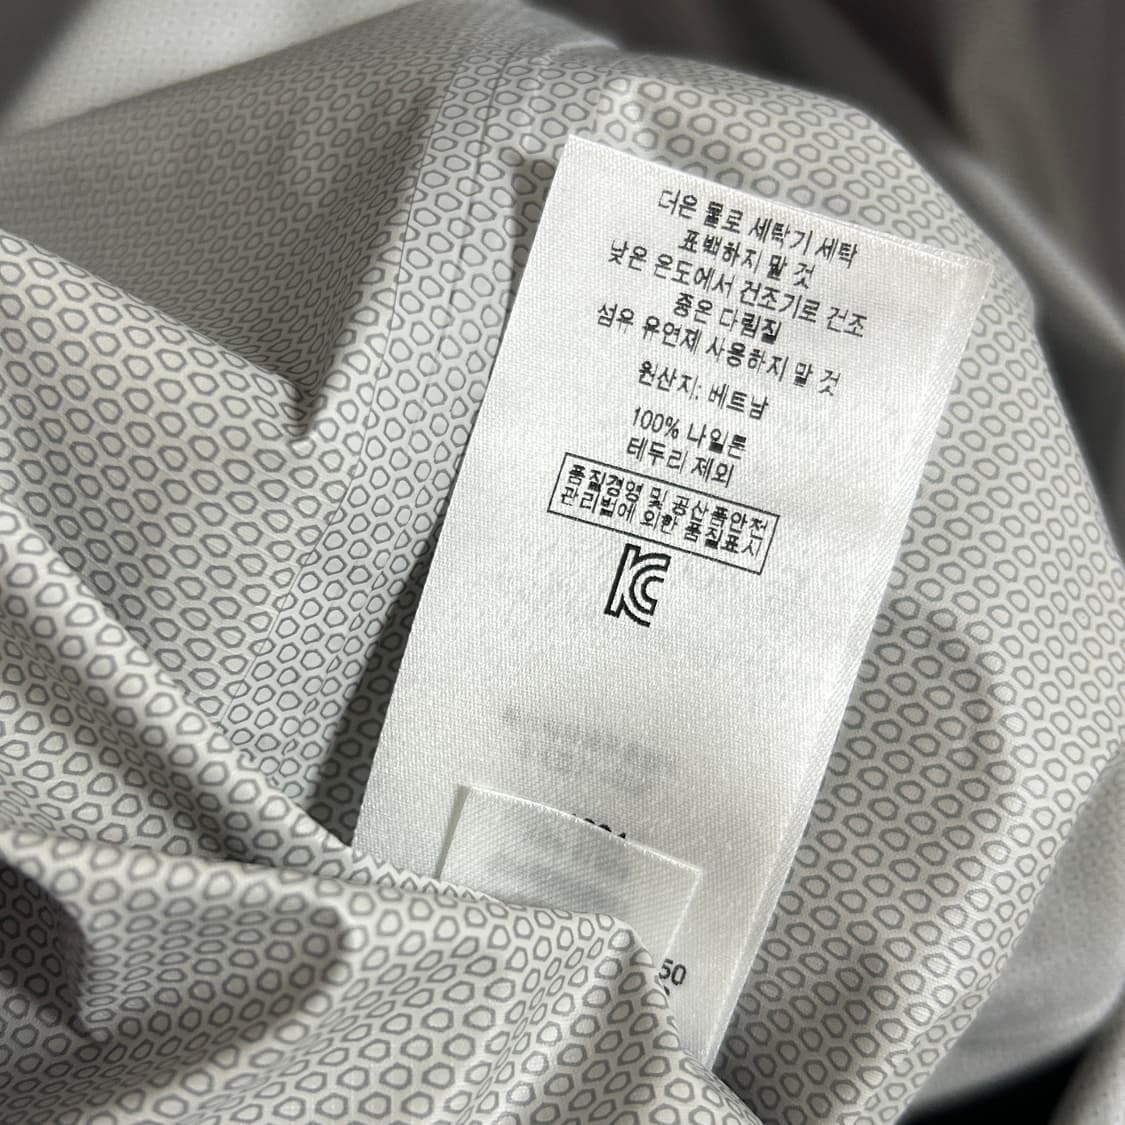 더은 물로 세탁기 세탁
표백하지 말 것
낮은 온도에서 건조기로 건조
중온 다림질
섬유 유연제 사용하지 말 것
원산지: 베트남
100% 나일론
테두리 제외
품질경영 및 공산품안전
관리법에 의한 품질표시
KC
50